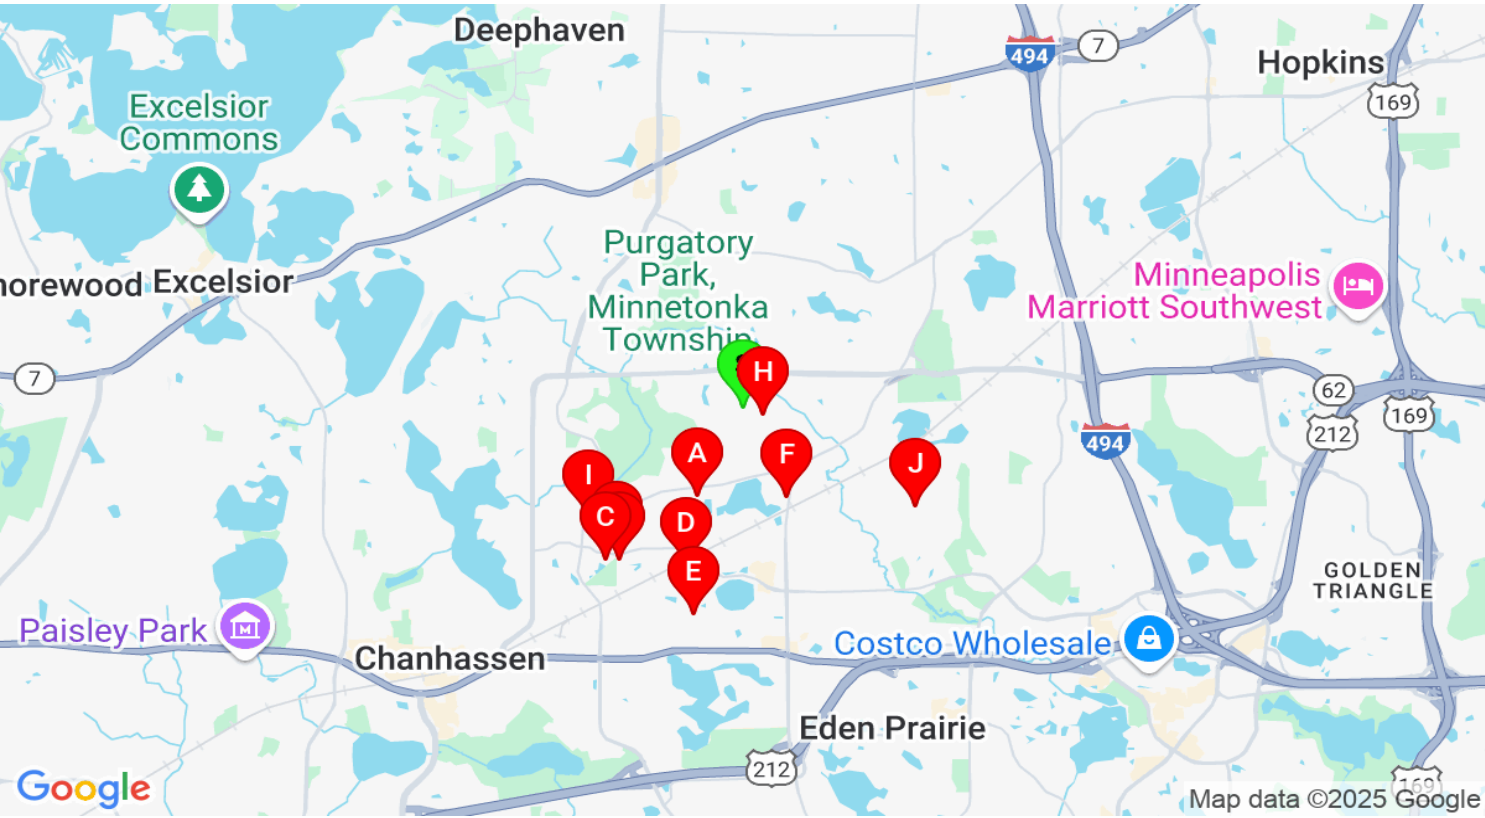 Deephaven
494
7
Hopkins
169
Excelsior
Commons
Purgatory
Park,
Minnetonka
Township
Minneapolis
Marriott Southwest
horewood
Excelsior
7
H
62
169
212
494
A
F
J
I
C
D
E
GOLDEN
TRIANGLE
Paisley Park
M
Costco Wholesale
Chanhassen
Eden Prairie
212
169
Google
Map data ©2025 Google